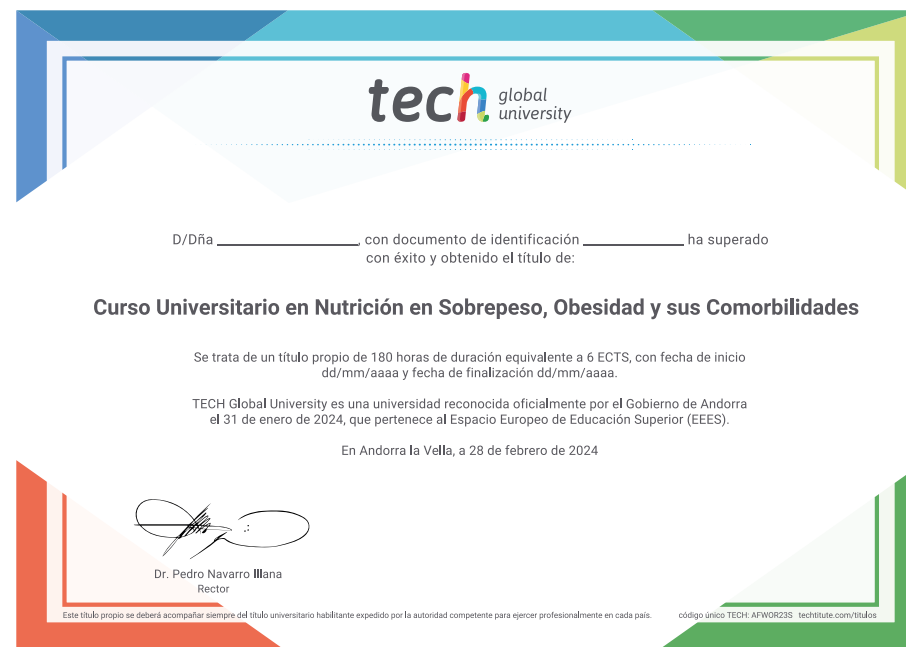 tech global university
D/Dña ____________________, con documento de identificación ______________ ha superado
con éxito y obtenido el título de:
Curso Universitario en Nutrición en Sobrepeso, Obesidad y sus Comorbilidades
Se trata de un título propio de 180 horas de duración equivalente a 6 ECTS, con fecha de inicio
dd/mm/aaaa y fecha de finalización dd/mm/aaaa.
TECH Global University es una universidad reconocida oficialmente por el Gobierno de Andorra
el 31 de enero de 2024, que pertenece al Espacio Europeo de Educación Superior (EEES).
En Andorra la Vella, a 28 de febrero de 2024
Dr. Pedro Navarro Illana
Rector
Este título propio se deberá acompañar siempre del título universitario habilitante expedido por la autoridad competente para ejercer profesionalmente en cada país. código único TECH: AFWOR23S techtitute.com/titulos